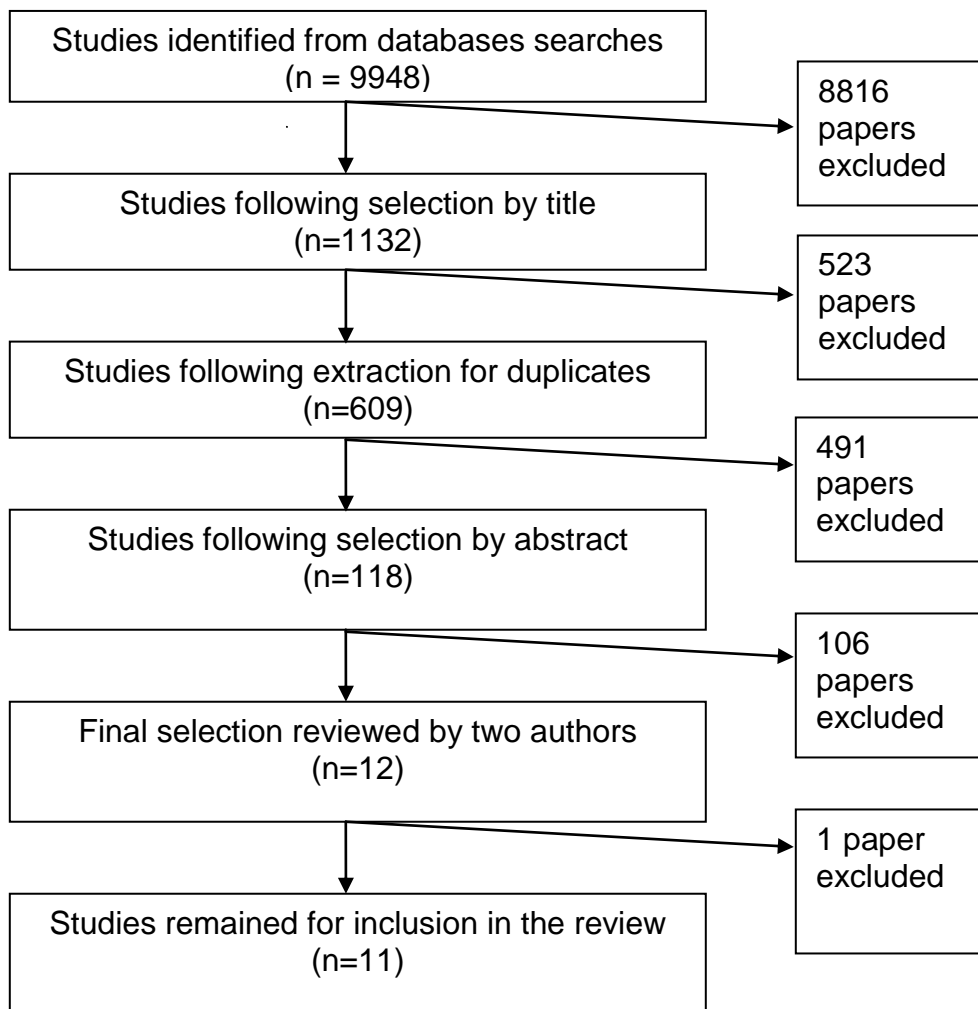 Studies identified from databases searches
(n = 9948)
8816
papers
excluded
Studies following selection by title
(n=1132)
523
papers
excluded
Studies following extraction for duplicates
(n=609)
491
papers
excluded
Studies following selection by abstract
(n=118)
106
papers
excluded
Final selection reviewed by two authors
(n=12)
1 paper
excluded
Studies remained for inclusion in the review
(n=11)